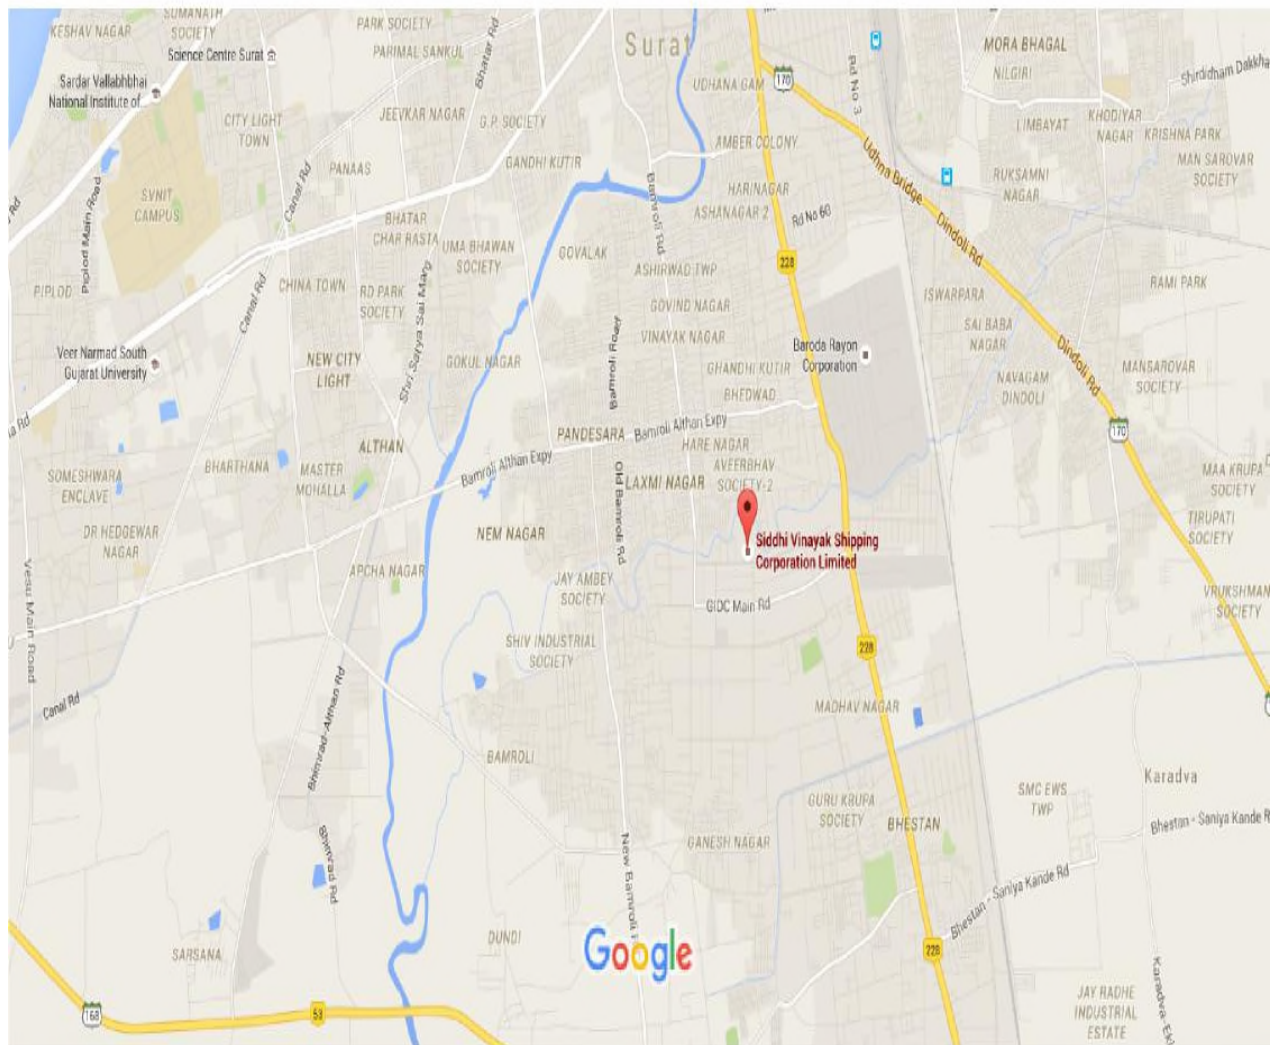 KESHAV NAGAR
SUMANATH
SOCIETY
Science Centre Surat
PARK SOCIETY
PARIMAL SANKUL
Bhatar Rd
Surat
Rd No 3
MORA BHAGAL
NILGIRI
Shirdidham Dakkha
Sardar Vallabhbhai
National Institute of
CITY LIGHT
TOWN
JEEVKAR NAGAR
G.P. SOCIETY
UDHANA GAM
170
LIMBAYAT
KHODIYAR
NAGAR
KRISHNA PARK
MAN SAROVAR
SOCIETY
PANAAS
GANDHI KUTIR
AMBER COLONY
Udhna Bridge
RUKSAMNI
NAGAR
SVNIT
CAMPUS
Canal Rd
Piplod Main Road
BHATAR
CHAR RASTA
UMA BHAWAN
SOCIETY
GOVALAK
Bamroli Rd
HARINAGAR
ASHANAGAR-2
Rd No 60
Dindoli Rd
228
PIPLOD
Canal Rd
CHINA TOWN
RD PARK
SOCIETY
Shri Satya Sai Marg
ASHIRWAD TWP
GOVIND NAGAR
VINAYAK NAGAR
ISWARPARA
SAI BABA
NAGAR
RAMI PARK
Veer Narmad South
Gujarat University
NEW CITY
LIGHT
GOKUL NAGAR
Bamroli Road
GHANDHI KUTIR
BHEDWAD
Baroda Rayon
Corporation
NAVAGAM
DINDOLI
Dindoli Rd
MANSAROVAR
SOCIETY
170
ALTHAN
PANDESARA
Bamroli Althan Expy
HARE NAGAR
AVEERBHAV
SOCIETY-2
SOMESHWARA
ENCLAVE
BHARTHANA
MASTER
MOHALLA
Bamroli Althan Expy
Old Bamroli Rd
LAXMI NAGAR
MAA KRUPA
SOCIETY
TIRUPATI
SOCIETY
DR HEDGEWAR
NAGAR
NEM NAGAR
Siddhi Vinayak Shipping
Corporation Limited
APCHA NAGAR
JAY AMBEY
SOCIETY
GIDC Main Rd
VRUKSHMAN
SOCIETY
Vesu Main Road
SHIV INDUSTRIAL
SOCIETY
228
Canal Rd
Bhimrad-Althan Rd
MADHAV NAGAR
BAMROLI
Karadva
SMC EWS
TWP
GURU KRUPA
SOCIETY
BHESTAN
Bhestan - Saniya Kande R
GANESH NAGAR
Bhimrad Rd
New Bamroli
Bhestan - Saniya Kande Rd
SARSANA
DUNDI
Google
228
168
53
JAY RADHE
INDUSTRIAL
ESTATE
Karadva-Ek